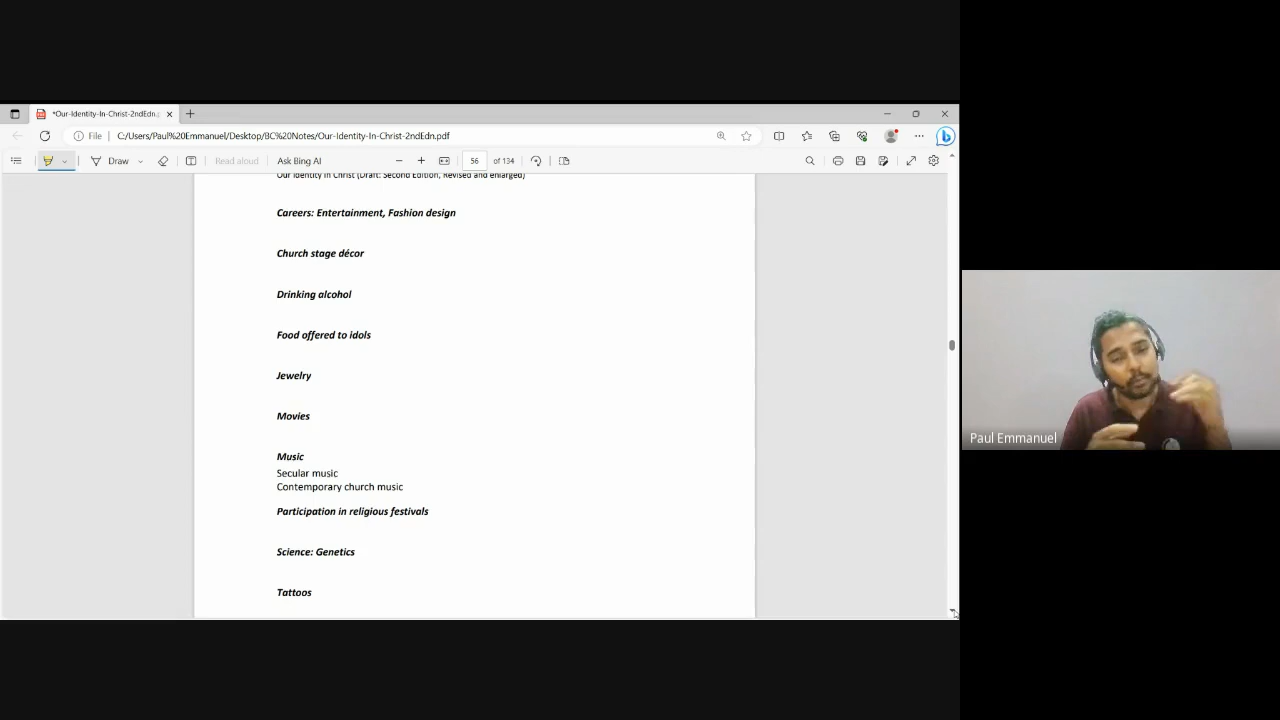 *Our-Identity-In-Christ-2ndEdn.p
File C:/Users/Paul%20Emmanuel/Desktop/BC%20Notes/Our-Identity-In-Christ-2ndEdn.pdf
Draw Read aloud Ask Bing AI 56 of 134
Our Identity in Christ (Draft: Second Edition, Revised and enlarged)
Careers: Entertainment, Fashion design
Church stage décor
Drinking alcohol
Food offered to idols
Jewelry
Movies
Music
Secular music
Contemporary church music
Participation in religious festivals
Science: Genetics
Tattoos
Paul Emmanuel